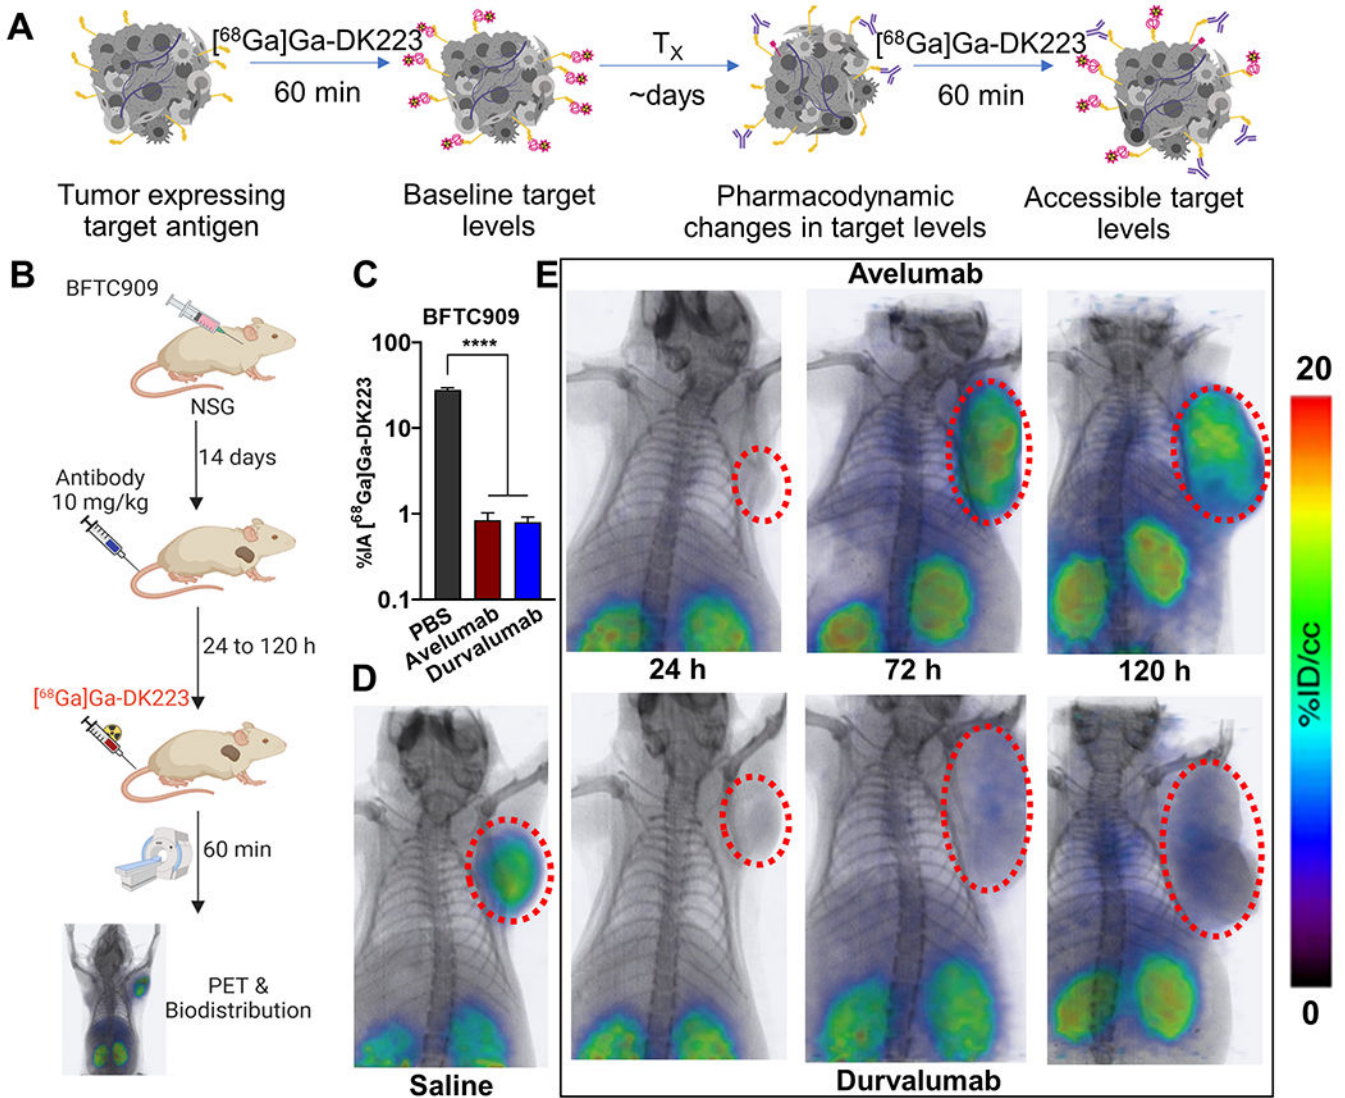 A
[⁶⁸Ga]Ga-DK223
60 min
T_X
~days
[⁶⁸Ga]Ga-DK223
60 min
Tumor expressing
target antigen
Baseline target
levels
Pharmacodynamic
changes in target levels
Accessible target
levels
B
BFTC909
NSG
14 days
Antibody
10 mg/kg
24 to 120 h
[⁶⁸Ga]Ga-DK223
60 min
PET &
Biodistribution
C
BFTC909
****
100
10
1
0.1
%IA [⁶⁸Ga]Ga-DK223
PBS
Avelumab
Durvalumab
D
Saline
E
Avelumab
24 h
72 h
120 h
Durvalumab
20
%ID/cc
0